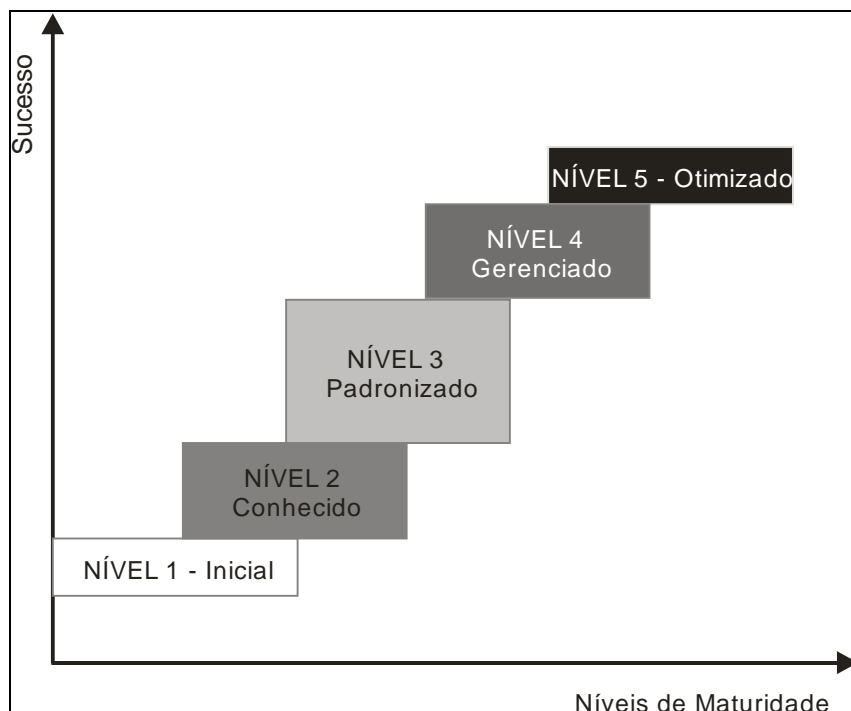 Sucesso
NÍVEL 5 - Otimizado
NÍVEL 4
Gerenciado
NÍVEL 3
Padronizado
NÍVEL 2
Conhecido
NÍVEL 1 - Inicial
Níveis de Maturidade